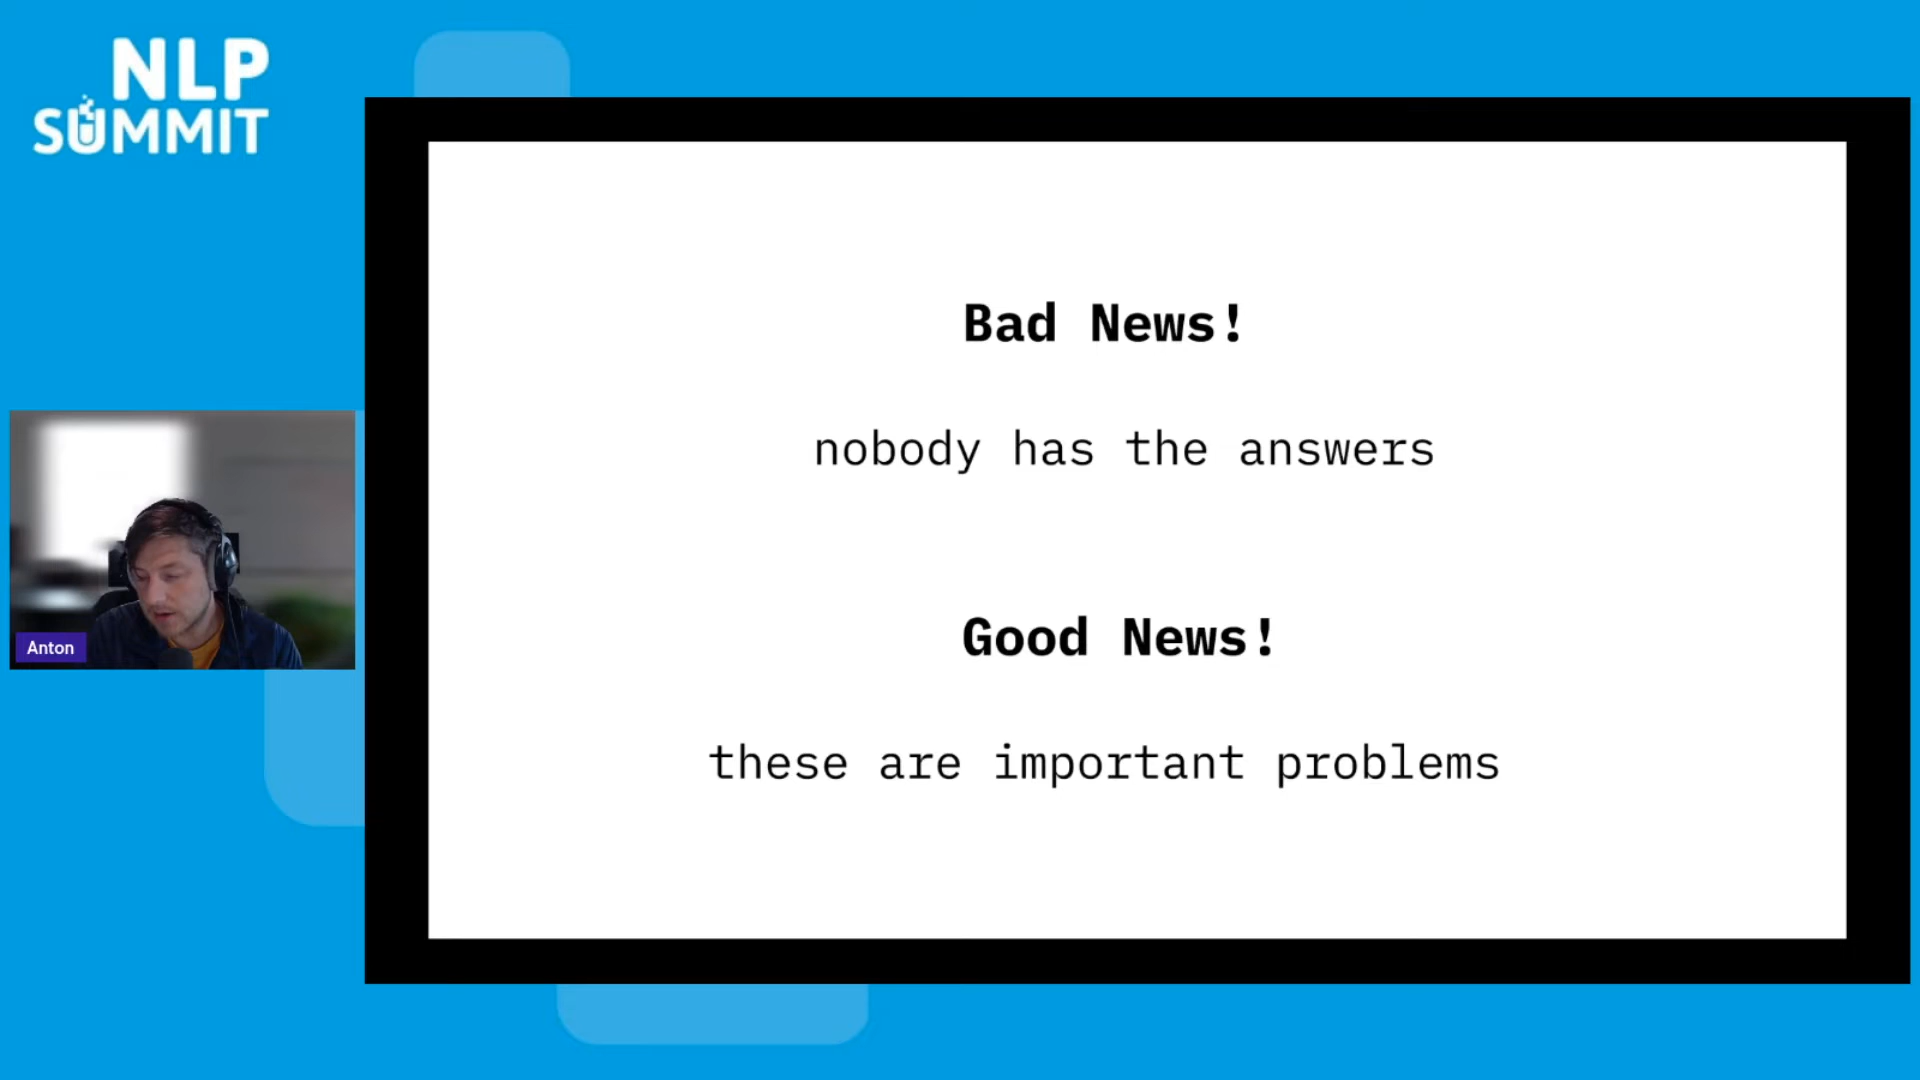 NLP
SUMMIT
Bad News!
nobody has the answers
Good News!
these are important problems
Anton